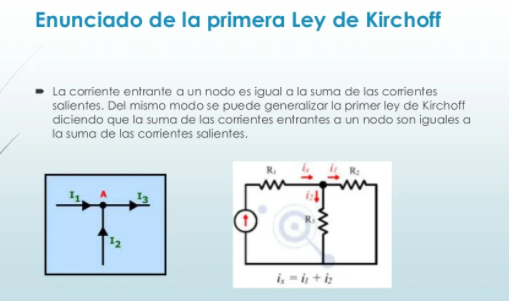 Enunciado de la primera Ley de Kirchoff
La corriente entrante a un nodo es igual a la suma de las corrientes
salientes. Del mismo modo se puede generalizar la primer ley de Kirchoff
diciendo que la suma de las corrientes entrantes a un nodo son iguales a
la suma de las corrientes salientes.
I₁ A I₃
I₂
R₁ iₛ i₁ R₂
i₂
R₃
iₛ = i₁ + i₂